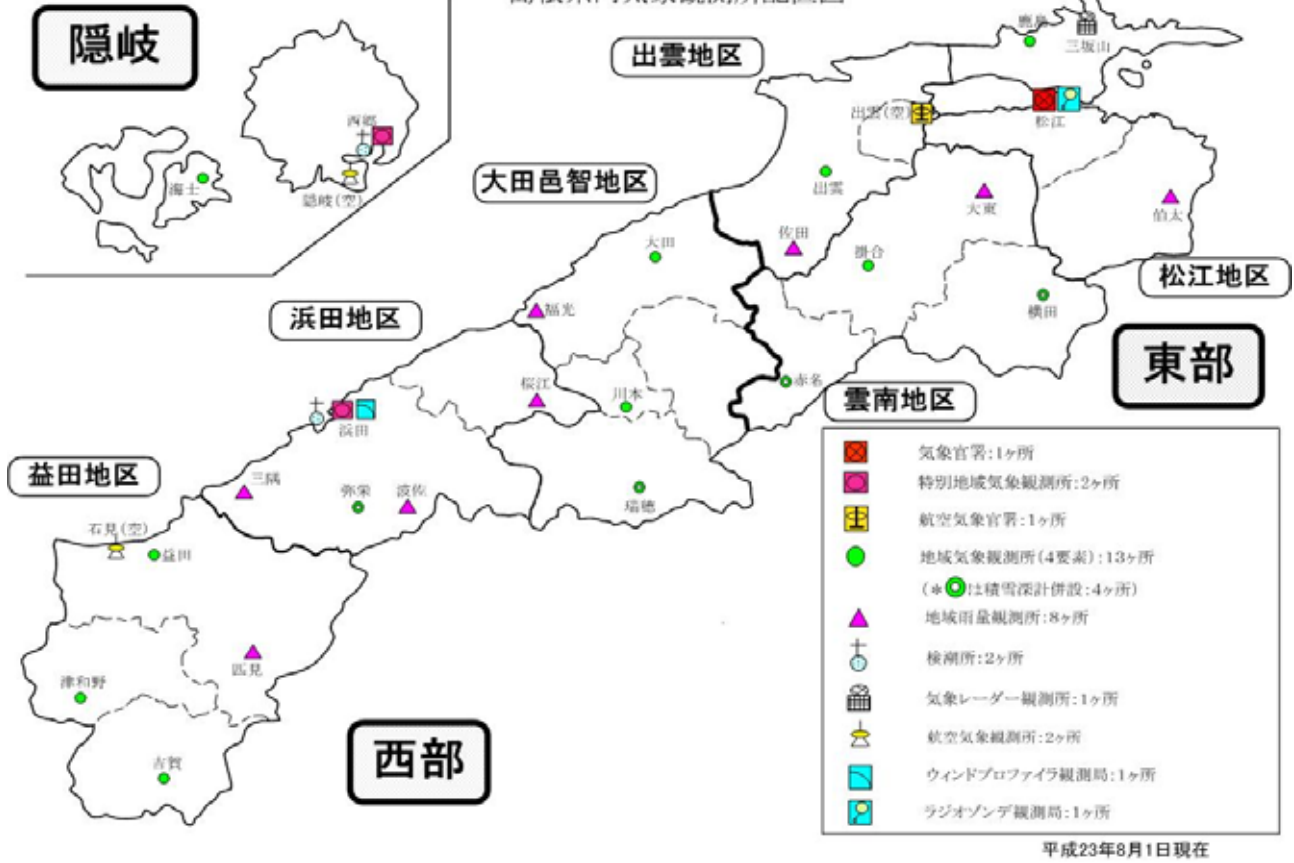 隠岐
出雲地区
鹿島
三坂山
出雲(空)
松江
西郷
海士
隠岐(空)
大田邑智地区
出雲
大東
伯太
大田
佐田
掛合
松江地区
横田
浜田地区
福光
東部
桜江
川本
赤名
雲南地区
浜田
益田地区
三隅
弥栄
波佐
瑞穂
石見(空)
益田
匹見
津和野
吉賀
西部
気象官署:1ヶ所
特別地域気象観測所:2ヶ所
航空気象官署:1ヶ所
地域気象観測所(4要素):13ヶ所
(*は積雪深計併設:4ヶ所)
地域雨量観測所:8ヶ所
検潮所:2ヶ所
気象レーダー観測所:1ヶ所
航空気象観測所:2ヶ所
ウィンドプロファイラ観測局:1ヶ所
ラジオゾンデ観測局:1ヶ所
平成23年8月1日現在